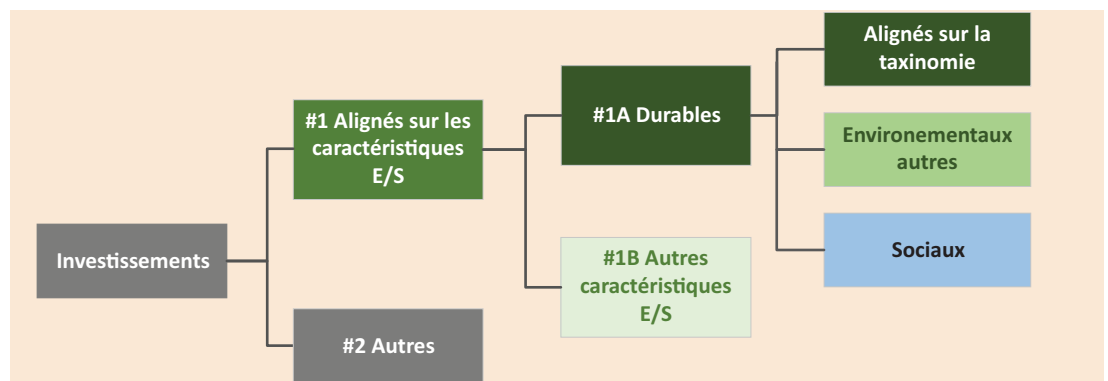 Investissements
#1 Alignés sur les
caractéristiques
E/S
#2 Autres
#1A Durables
#1B Autres
caractéristiques
E/S
Alignés sur la
taxinomie
Environementaux
autres
Sociaux